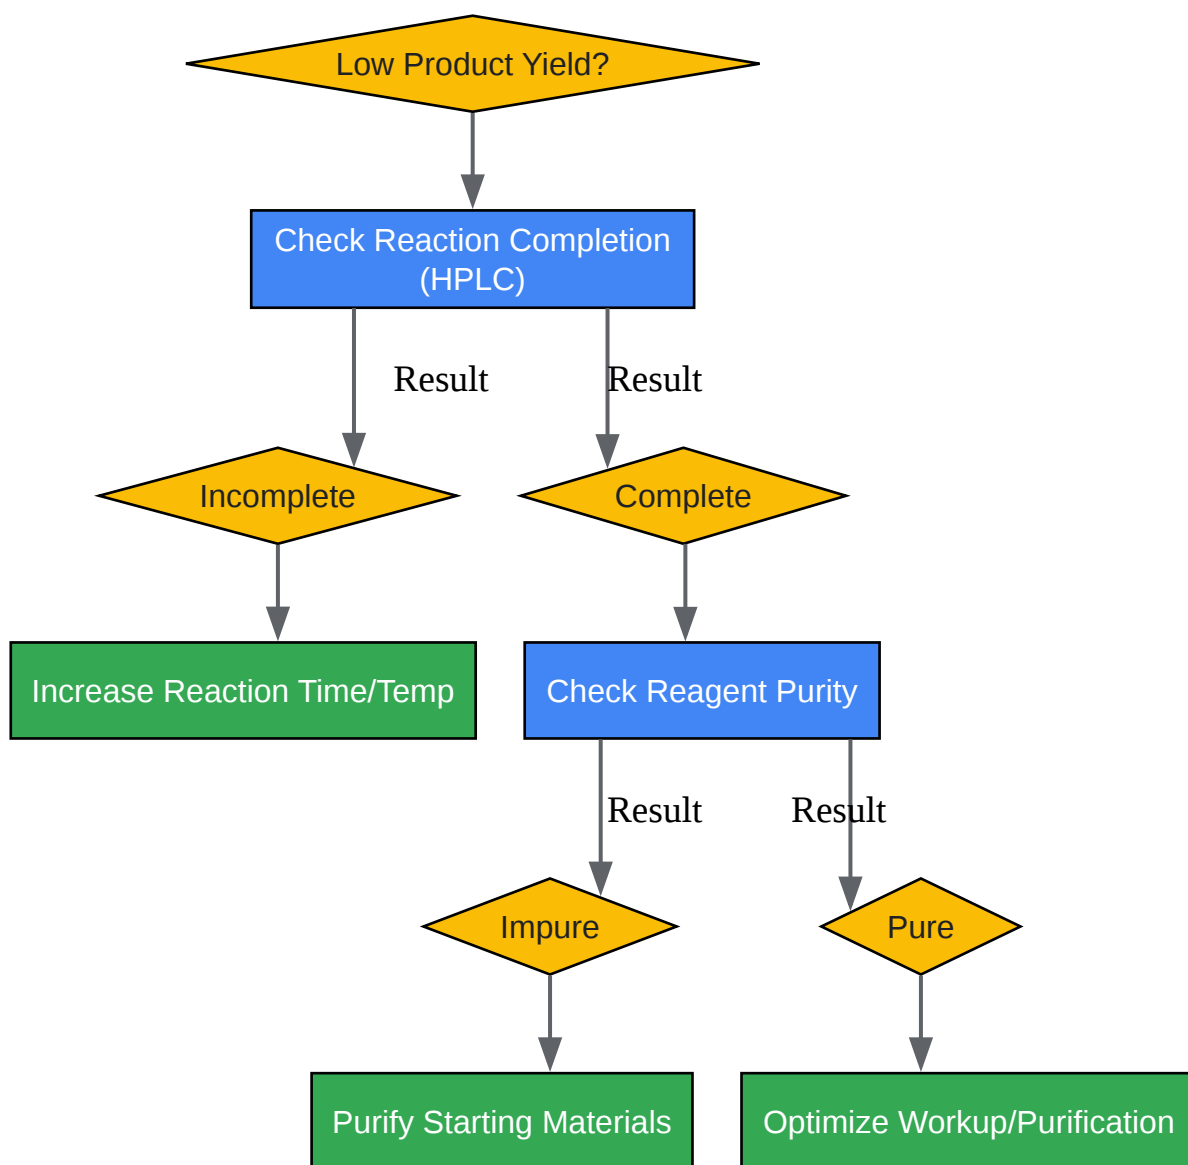 Low Product Yield?
Check Reaction Completion
(HPLC)
Result
Result
Incomplete
Complete
Increase Reaction Time/Temp
Check Reagent Purity
Result
Result
Impure
Pure
Purify Starting Materials
Optimize Workup/Purification